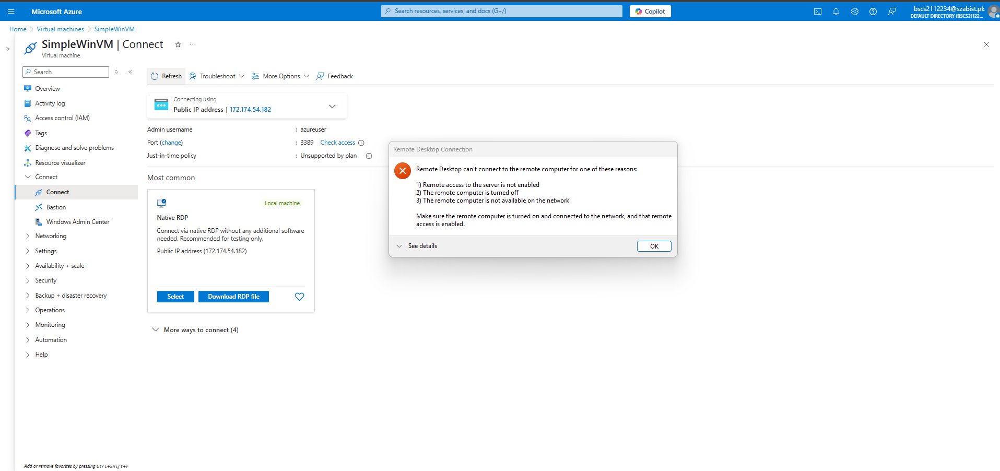 Microsoft Azure
Search resources, services, and docs (G+/)
Copilot
bscs2112234@szabist.pk
DEFAULT DIRECTORY (BSCS21122...
Home > Virtual machines > SimpleWinVM
SimpleWinVM | Connect
Virtual machine
Search
Overview
Activity log
Access control (IAM)
Tags
Diagnose and solve problems
Resource visualizer
Connect
Connect
Bastion
Windows Admin Center
Networking
Settings
Availability + scale
Security
Backup + disaster recovery
Operations
Monitoring
Automation
Help
Add or remove favorites by pressing Ctrl+Shift+F
Refresh
Troubleshoot
More Options
Feedback
Connecting using
Public IP address | 172.174.54.182
Admin username : azureuser
Port (change) : 3389 Check access
Just-in-time policy : Unsupported by plan
Most common
Local machine
Native RDP
Connect via native RDP without any additional software
needed. Recommended for testing only.
Public IP address (172.174.54.182)
Select
Download RDP file
More ways to connect (4)
Remote Desktop Connection
Remote Desktop can't connect to the remote computer for one of these reasons:
1) Remote access to the server is not enabled
2) The remote computer is turned off
3) The remote computer is not available on the network
Make sure the remote computer is turned on and connected to the network, and that remote
access is enabled.
See details
OK